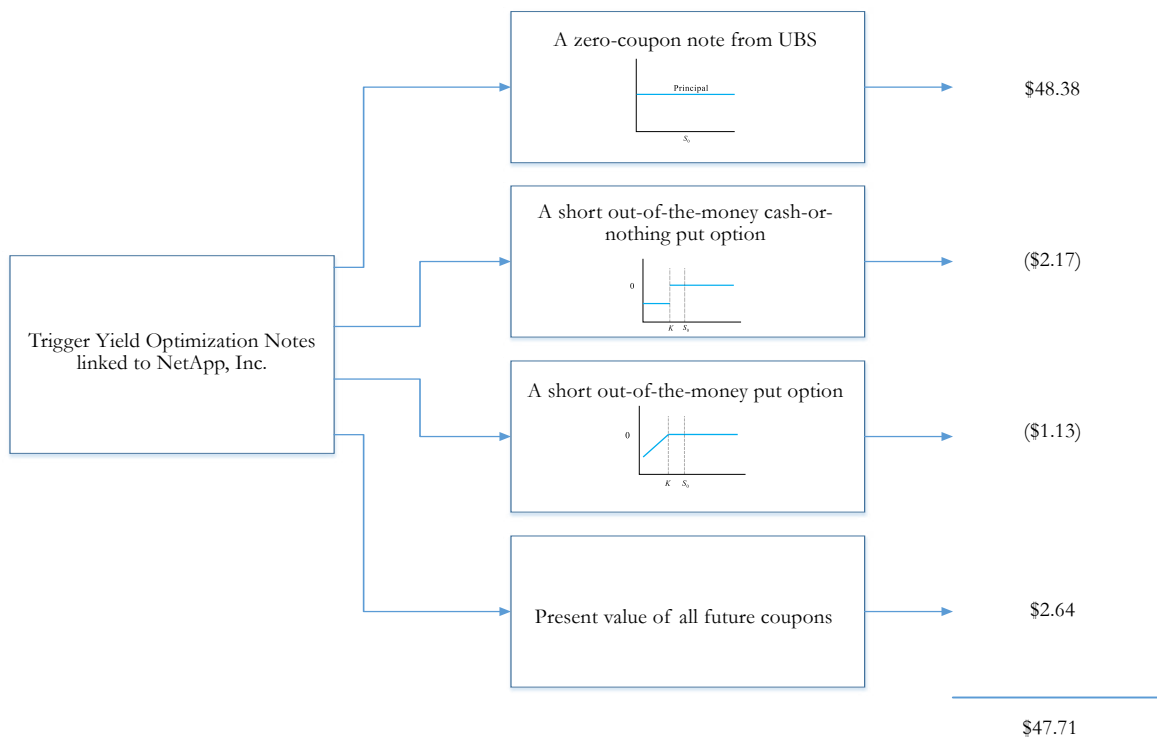 A zero-coupon note from UBS
Principal
S0
$48.38
A short out-of-the-money cash-or-
nothing put option
0
K S0
($2.17)
Trigger Yield Optimization Notes
linked to NetApp, Inc.
A short out-of-the-money put option
0
K S0
($1.13)
Present value of all future coupons
$2.64
$47.71